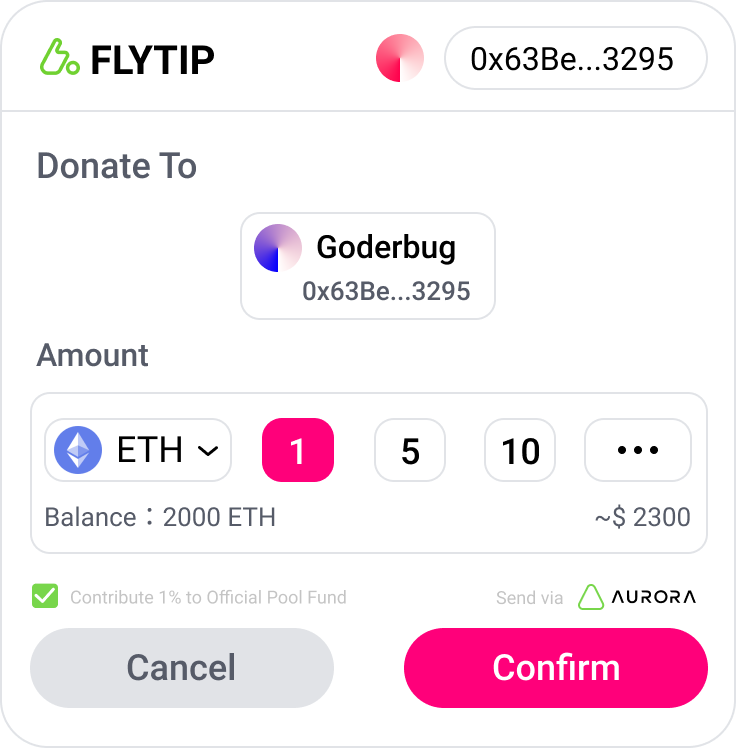 FLYTIP 0x63Be...3295
Donate To
Goderbug
0x63Be...3295
Amount
ETH 1 5 10 •••
Balance：2000 ETH ~$ 2300
Contribute 1% to Official Pool Fund Send via AURORA
Cancel Confirm